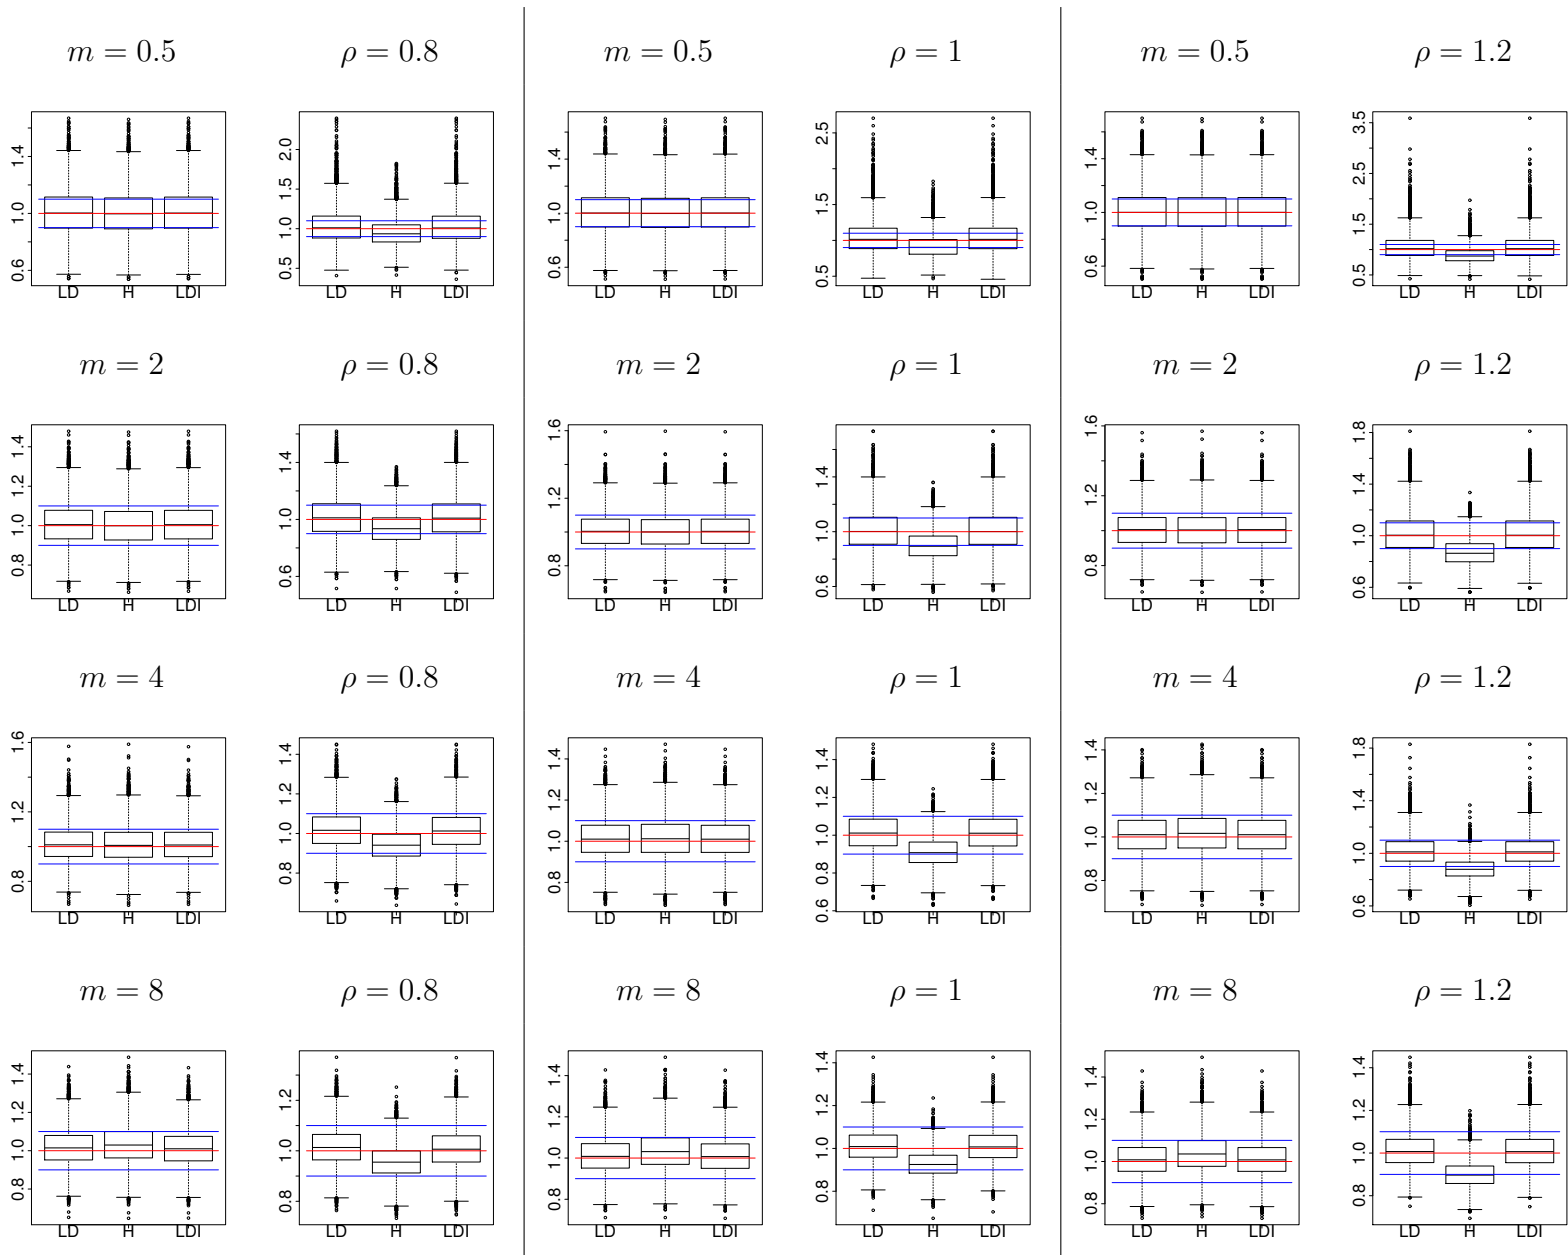 m = 0.5 ρ = 0.8 m = 0.5 ρ = 1 m = 0.5 ρ = 1.2
0.6 1.0 1.4 0.5 1.0 1.5 2.0 0.6 1.0 1.4 0.5 1.5 2.5 0.6 1.0 1.4 0.5 1.5 2.5 3.5
LD H LDI LD H LDI LD H LDI LD H LDI LD H LDI LD H LDI
m = 2 ρ = 0.8 m = 2 ρ = 1 m = 2 ρ = 1.2
0.8 1.0 1.2 1.4 0.6 1.0 1.4 0.8 1.2 1.6 0.6 1.0 1.4 0.8 1.2 1.6 0.6 1.0 1.4 1.8
LD H LDI LD H LDI LD H LDI LD H LDI LD H LDI LD H LDI
m = 4 ρ = 0.8 m = 4 ρ = 1 m = 4 ρ = 1.2
0.8 1.2 1.6 0.8 1.0 1.2 1.4 0.8 1.0 1.2 1.4 0.6 0.8 1.0 1.2 1.4 0.8 1.0 1.2 1.4 0.6 1.0 1.4 1.8
LD H LDI LD H LDI LD H LDI LD H LDI LD H LDI LD H LDI
m = 8 ρ = 0.8 m = 8 ρ = 1 m = 8 ρ = 1.2
0.8 1.0 1.2 1.4 0.8 1.0 1.2 0.8 1.0 1.2 1.4 0.8 1.0 1.2 1.4 0.8 1.0 1.2 1.4 0.8 1.0 1.2 1.4
LD H LDI LD H LDI LD H LDI LD H LDI LD H LDI LD H LDI